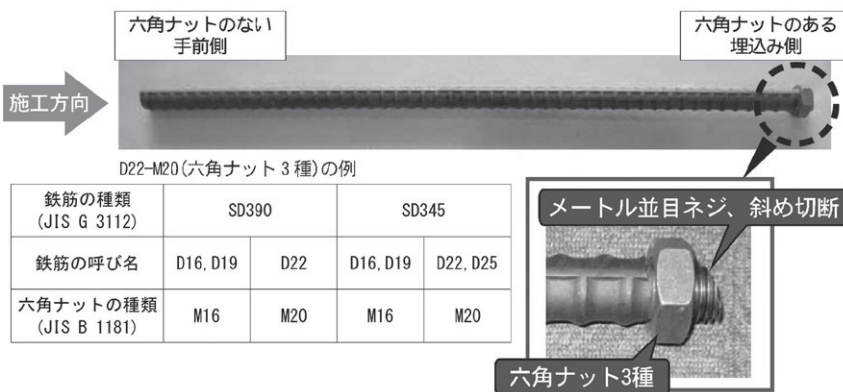 六角ナットのない
手前側
六角ナットのある
埋込み側
施工方向
D22-M20(六角ナット3種)の例
鉄筋の種類
(JIS G 3112)
SD390
SD345
鉄筋の呼び名
D16, D19
D22
D16, D19
D22, D25
六角ナットの種類
(JIS B 1181)
M16
M20
M16
M20
メートル並目ネジ、斜め切断
六角ナット3種